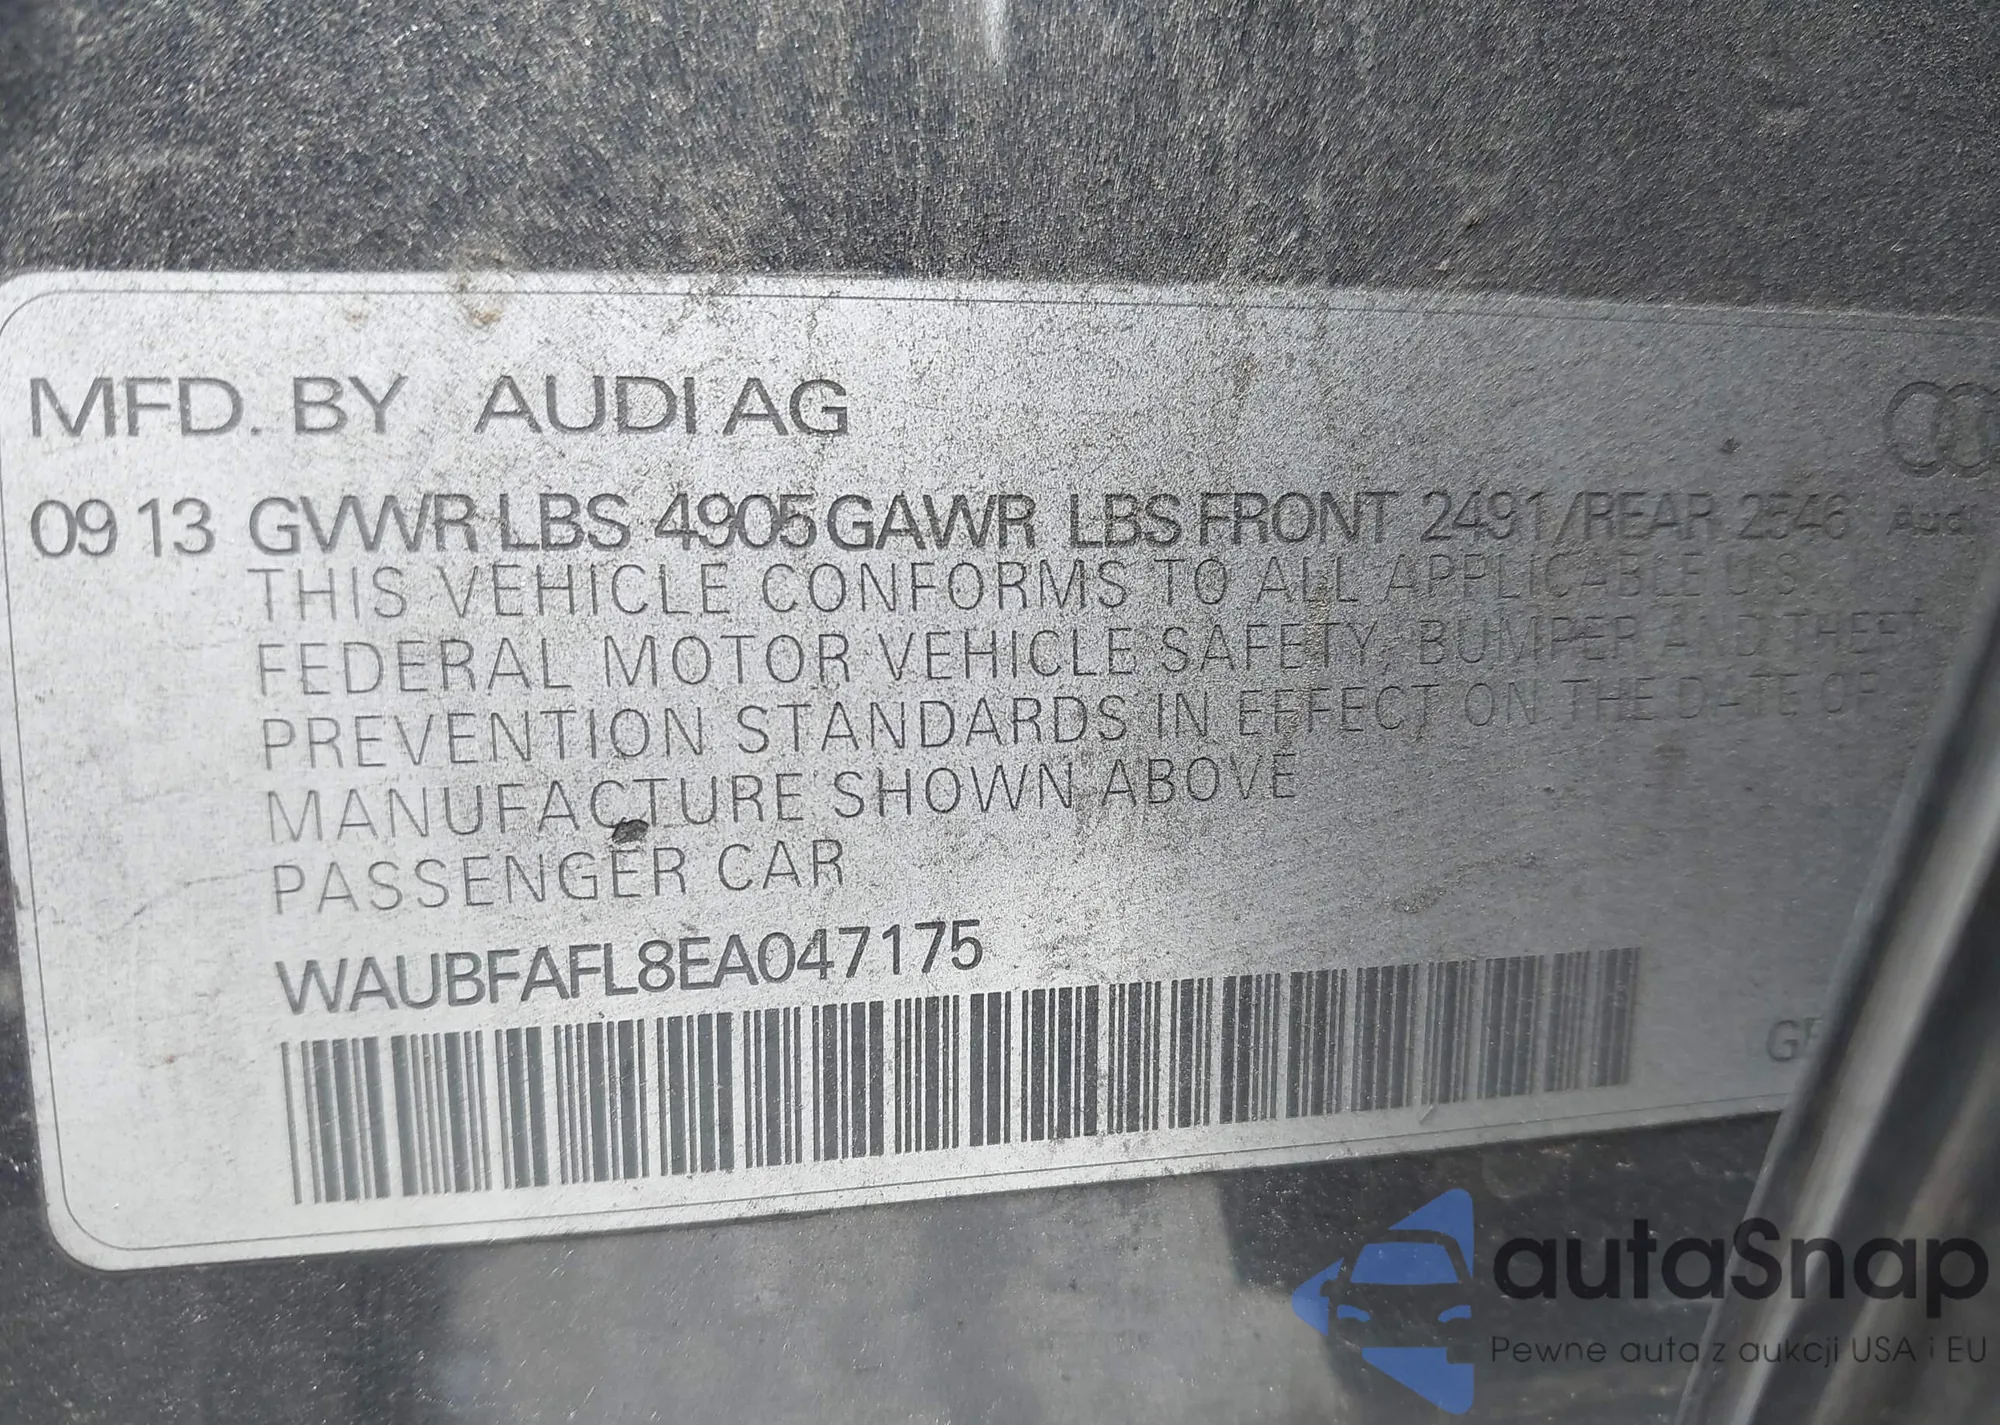 MFD. BY AUDI AG
09 13 GVWR LBS 4905 GAWR LBS FRONT 2491/REAR 2546 Audi
THIS VEHICLE CONFORMS TO ALL APPLICABLE U.S.
FEDERAL MOTOR VEHICLE SAFETY, BUMPER AND THEFT
PREVENTION STANDARDS IN EFFECT ON THE DATE OF
MANUFACTURE SHOWN ABOVE
PASSENGER CAR
WAUBFAFL8EA047175
autaSnap
Pewne auta z aukcji USA i EU